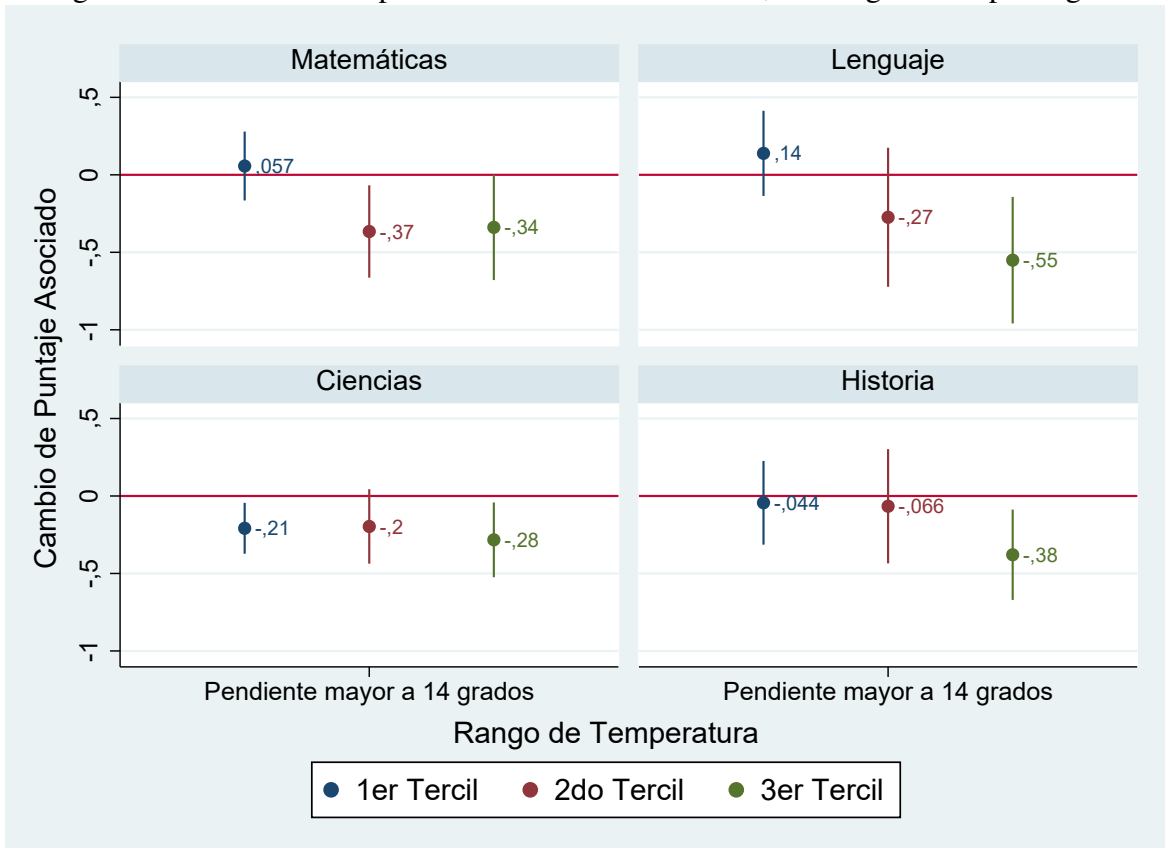 Matemáticas
Lenguaje
,5
0
-,5
-1
,057
-,37
-,34
,14
-,27
-,55
Ciencias
Historia
,5
0
-,5
-1
-,21
-,2
-,28
-,044
-,066
-,38
Cambio de Puntaje Asociado
Pendiente mayor a 14 grados
Pendiente mayor a 14 grados
Rango de Temperatura
1er Tercil
2do Tercil
3er Tercil